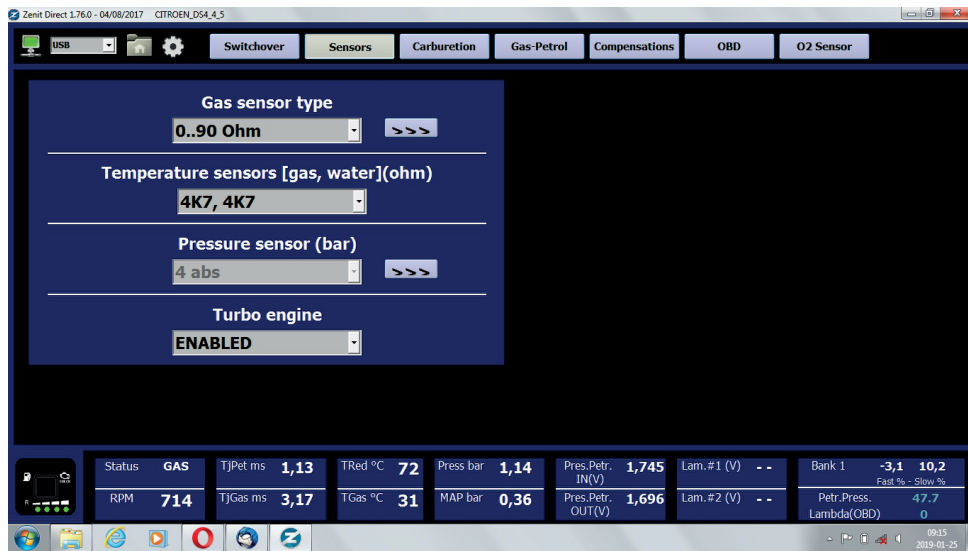 Zenit Direct 1.76.0 - 04/08/2017 CITROEN_DS4_4_5
USB
Switchover Sensors Carburetion Gas-Petrol Compensations OBD O2 Sensor
Gas sensor type
0..90 Ohm >>>
Temperature sensors [gas, water](ohm)
4K7, 4K7
Pressure sensor (bar)
4 abs >>>
Turbo engine
ENABLED
Status GAS TjPet ms 1,13 TRed °C 72 Press bar 1,14 Pres.Petr. IN(V) 1,745 Lam.#1 (V) - - Bank 1 -3,1 10,2
Fast % - Slow %
RPM 714 TjGas ms 3,17 TGas °C 31 MAP bar 0,36 Pres.Petr. OUT(V) 1,696 Lam.#2 (V) - - Petr.Press. 47.7
Lambda(OBD) 0
09:15
2019-01-25